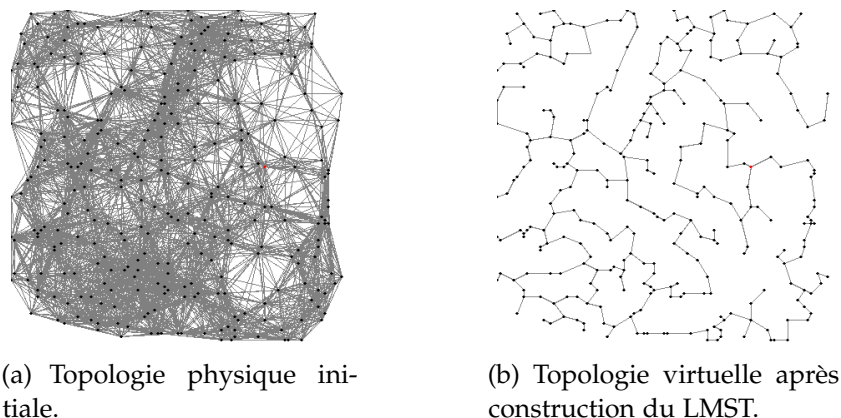 (a) Topologie physique ini-
tiale.
(b) Topologie virtuelle après
construction du LMST.